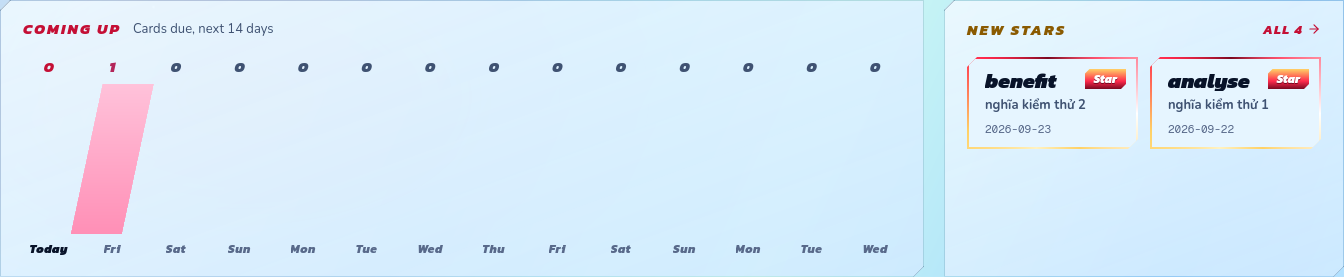 COMING UP Cards due, next 14 days
0 1 0 0 0 0 0 0 0 0 0 0 0 0
Today Fri Sat Sun Mon Tue Wed Thu Fri Sat Sun Mon Tue Wed
NEW STARS ALL 4 →
benefit Star
nghĩa kiểm thử 2
2026-09-23
analyse Star
nghĩa kiểm thử 1
2026-09-22